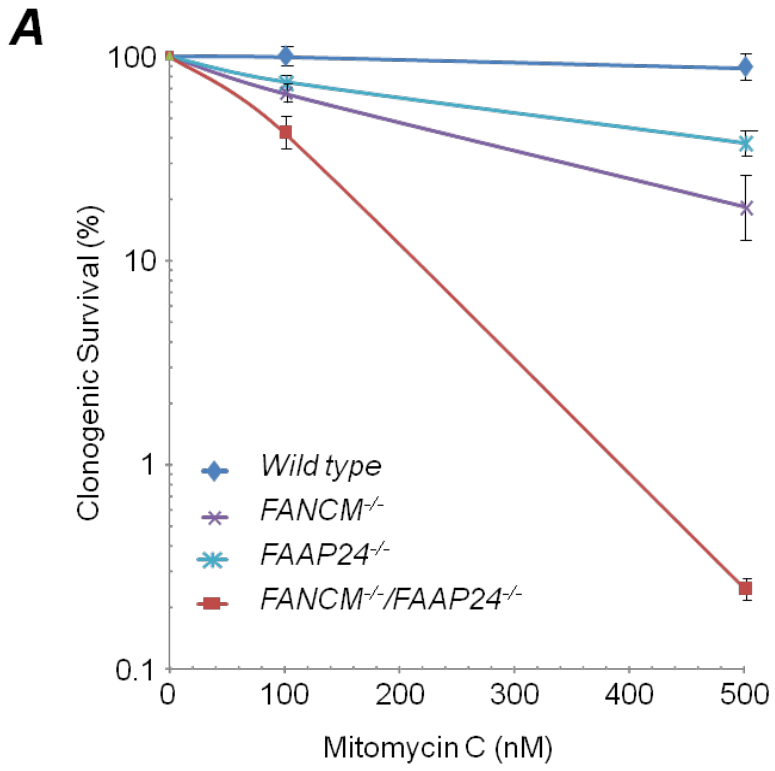 A
Clonogenic Survival (%)
100
10
1
0.1
Wild type
FANCM-/-
FAAP24-/-
FANCM-/-/FAAP24-/-
0 100 200 300 400 500
Mitomycin C (nM)